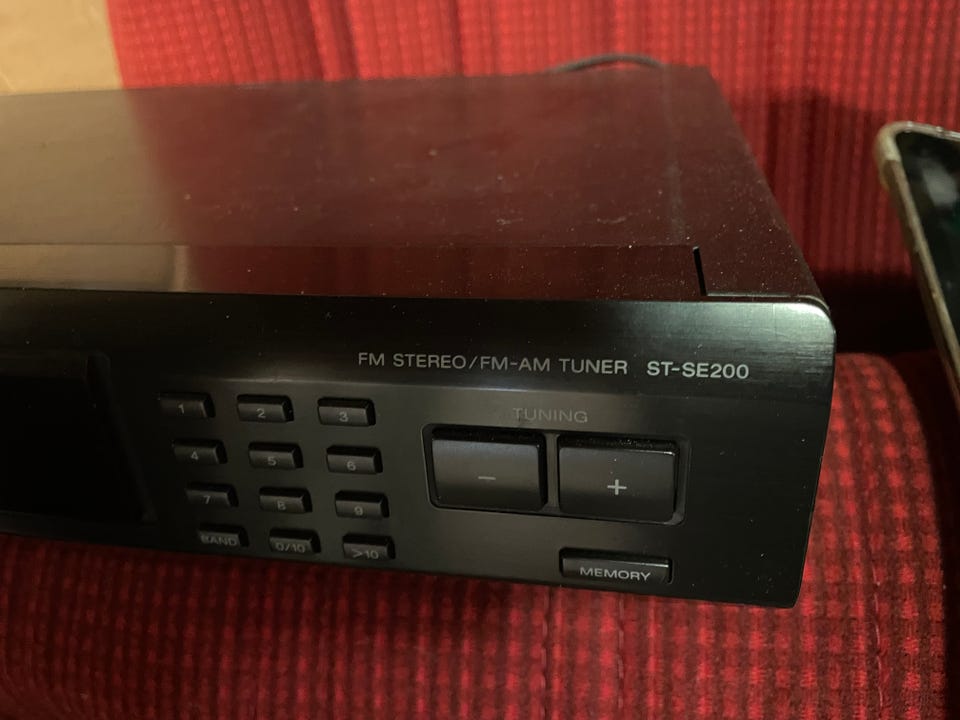 FM STEREO/FM-AM TUNER ST-SE200
TUNING
1 2 3
4 5 6
7 8 9
BAND 0/10 >10
− +
MEMORY